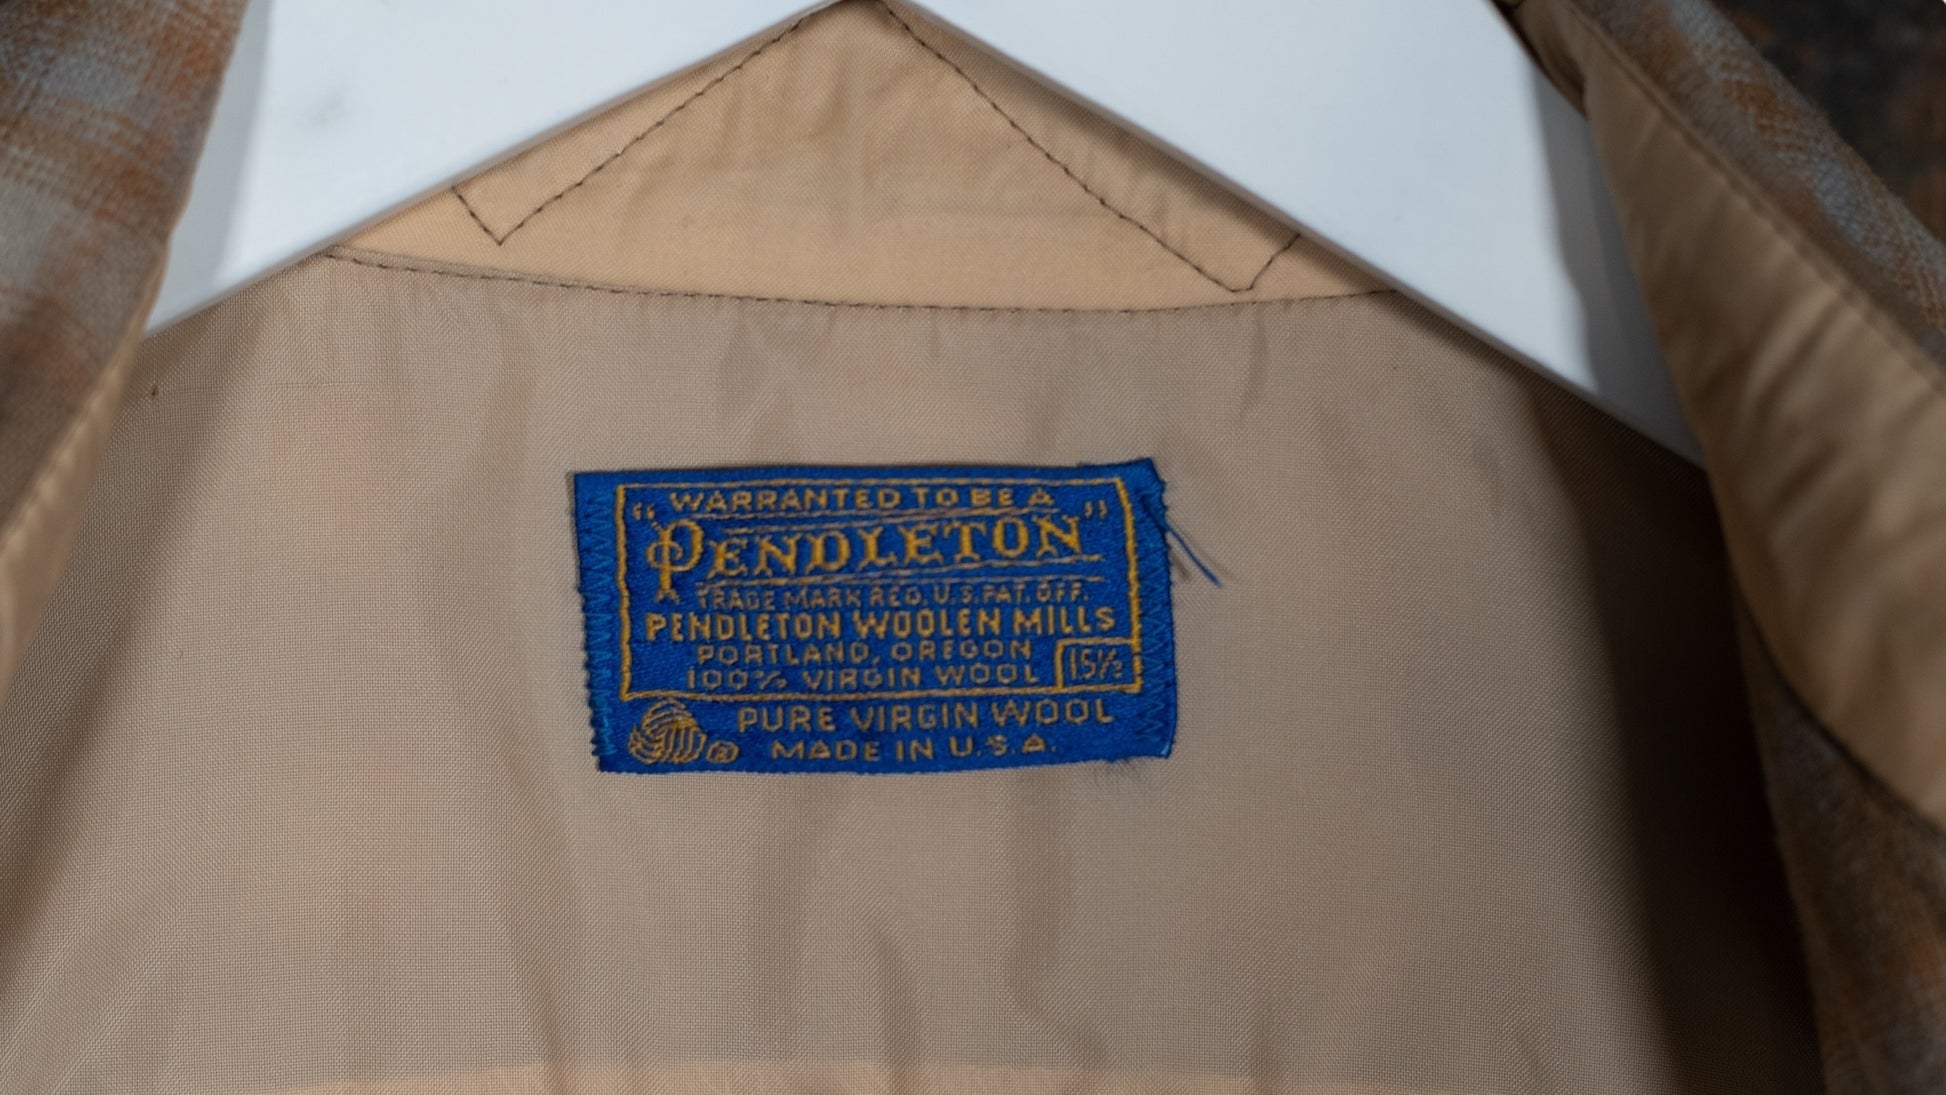 WARRANTED TO BE A
"PENDLETON"
TRADE MARK REG. U.S. PAT. OFF.
PENDLETON WOOLEN MILLS
PORTLAND, OREGON
100% VIRGIN WOOL 15½
PURE VIRGIN WOOL
® MADE IN U.S.A.